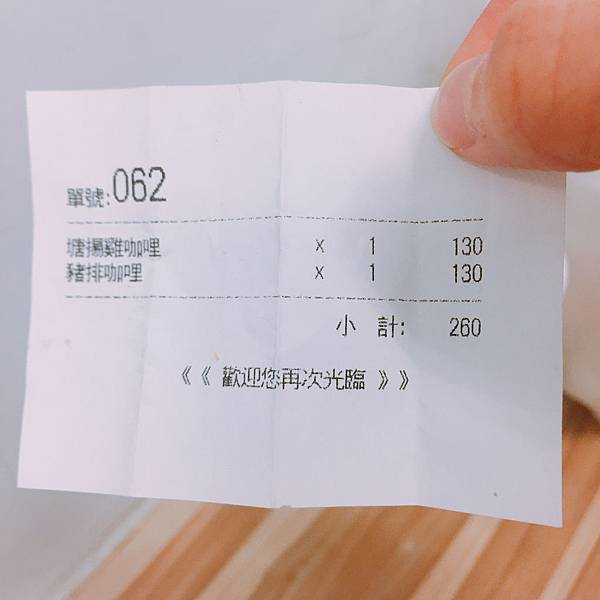 單號:062
塘揚雞咖哩 × 1 130
豬排咖哩 × 1 130
小 計: 260
《《 歡迎您再次光臨 》》